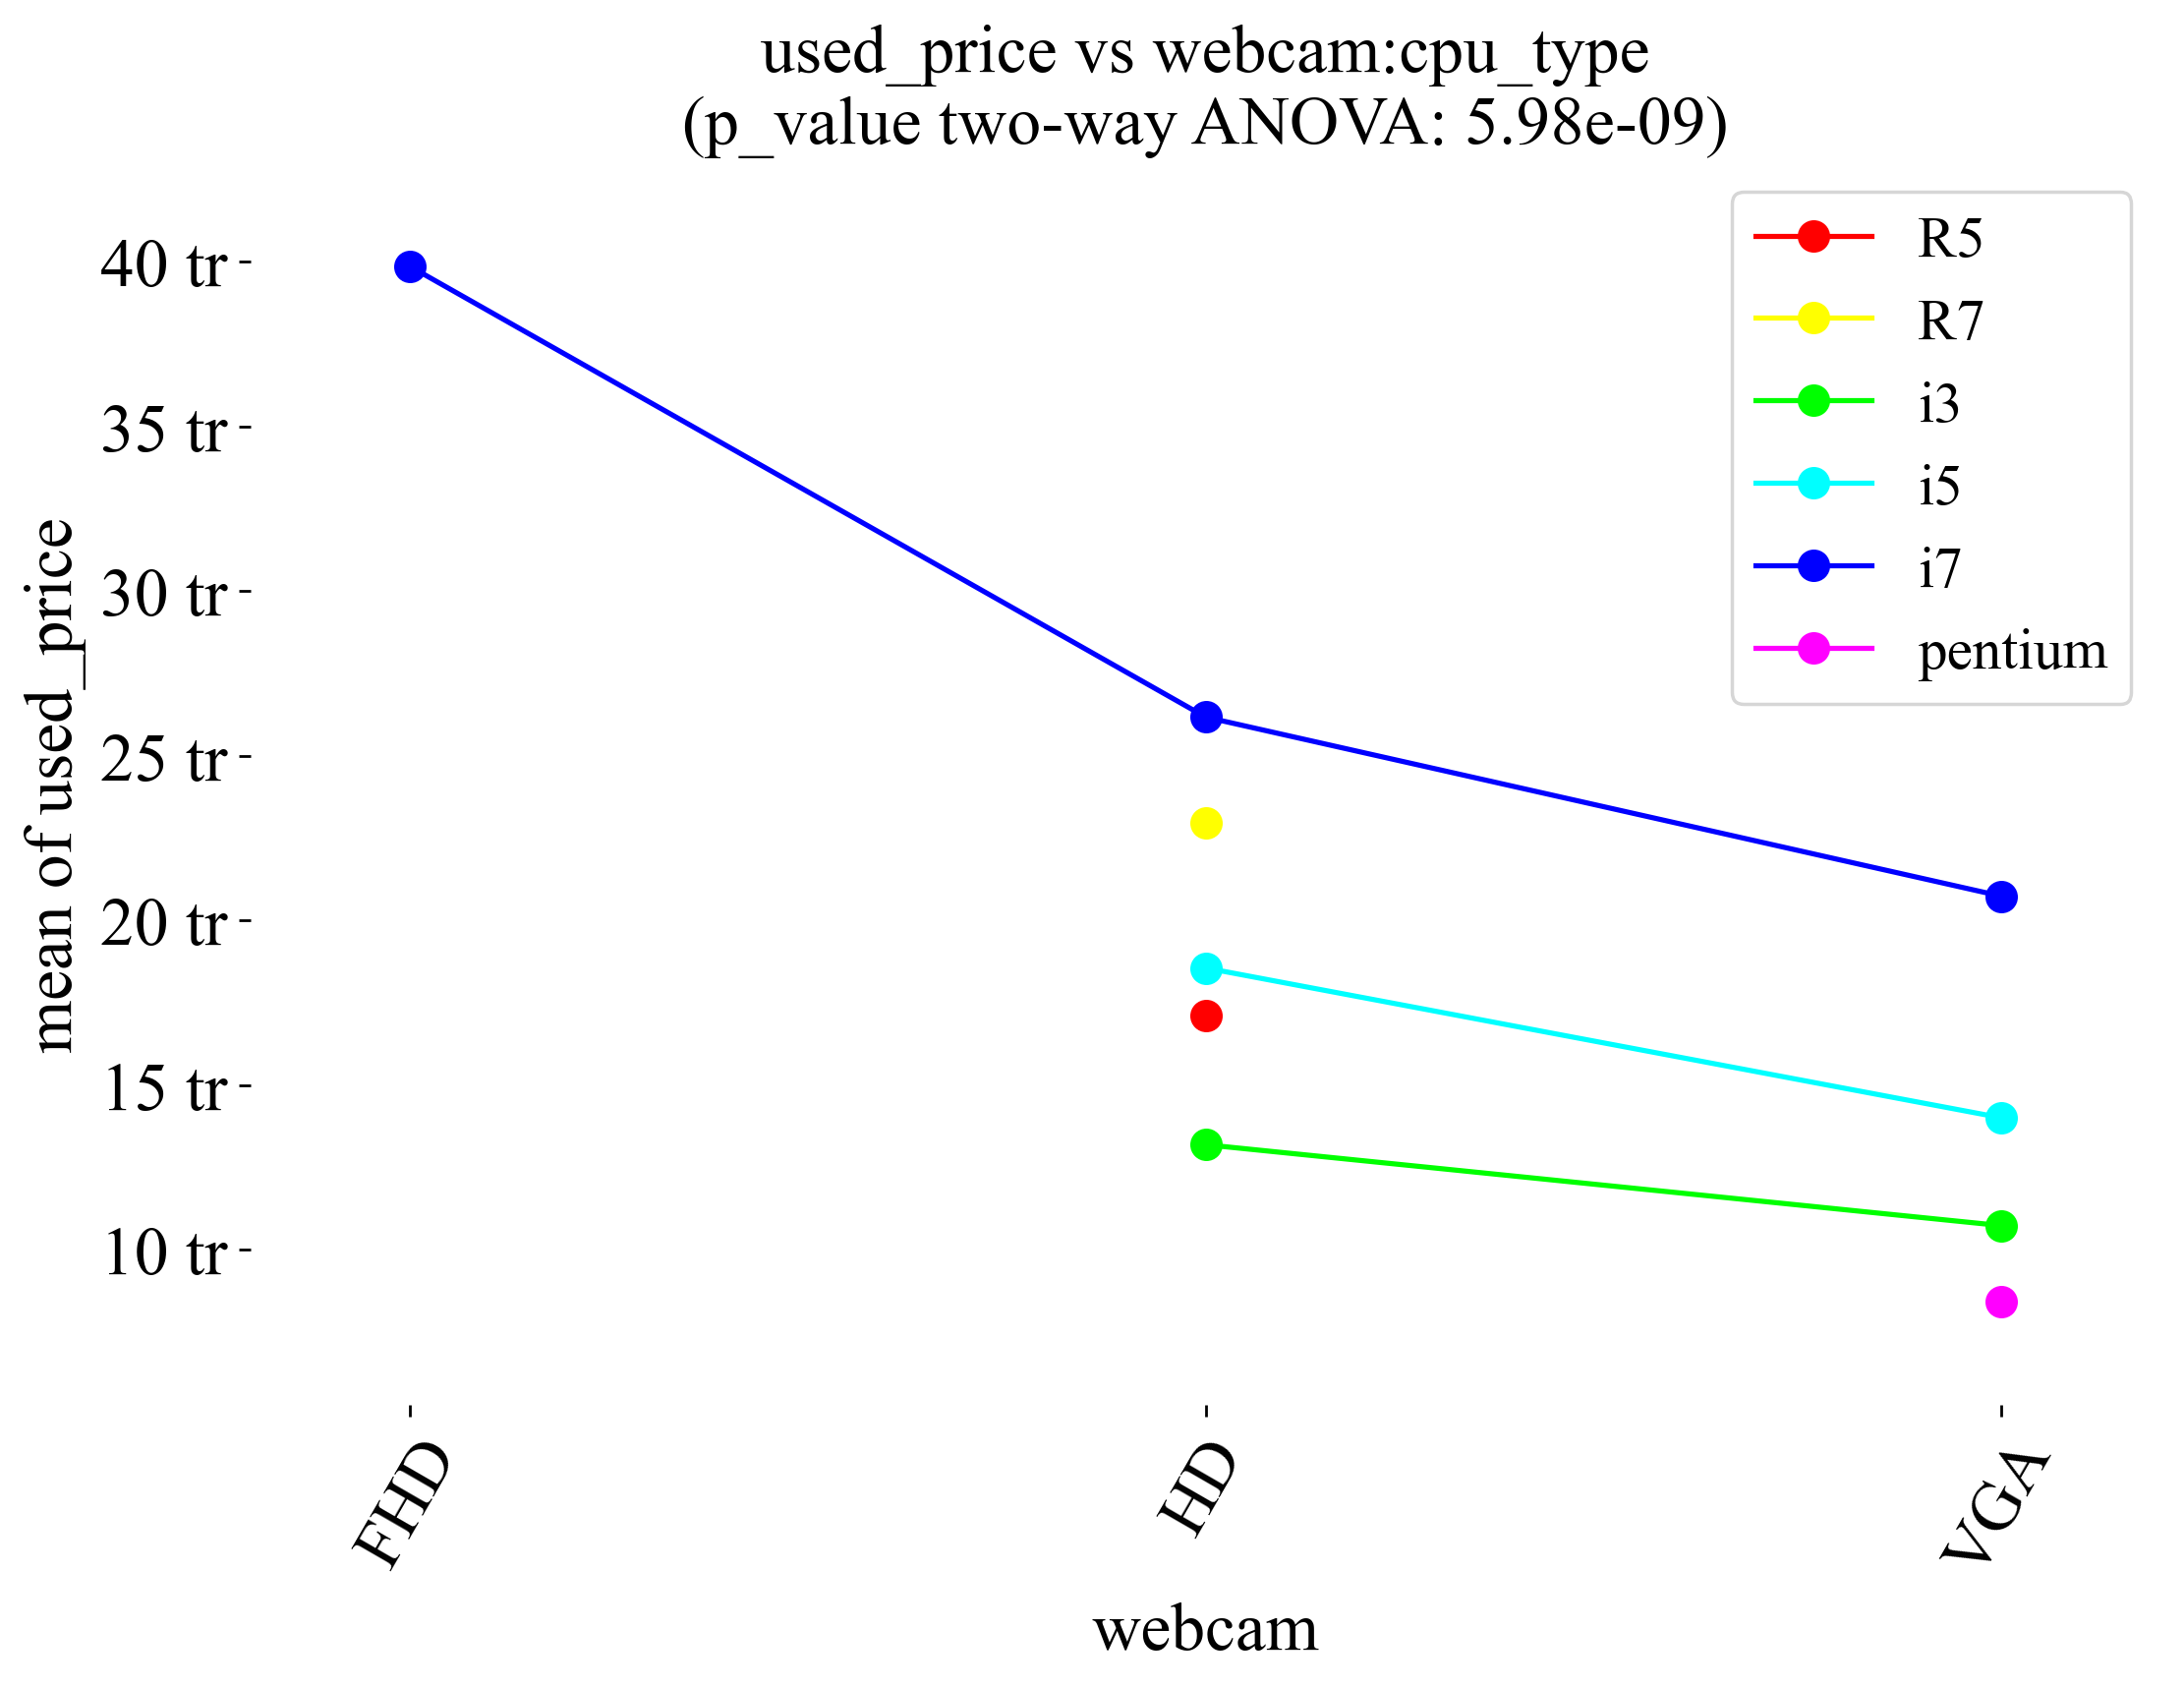 used_price vs webcam:cpu_type
(p_value two-way ANOVA: 5.98e-09)
R5
R7
i3
i5
i7
pentium
mean of used_price
40 tr
35 tr
30 tr
25 tr
20 tr
15 tr
10 tr
FHD
HD
VGA
webcam